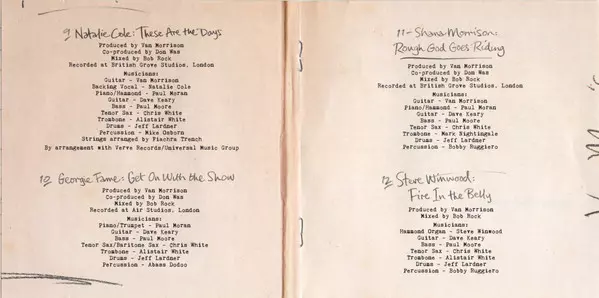 9 Natalie Cole: These Are the Days
Produced by Van Morrison
Co-produced by Don Was
Mixed by Bob Rock
Recorded at British Grove Studios, London
Musicians:
Guitar - Van Morrison
Backing Vocal - Natalie Cole
Piano/Hammond - Paul Moran
Guitar - Dave Keary
Bass - Paul Moore
Tenor Sax - Chris White
Trombone - Alistair White
Drums - Jeff Lardner
Percussion - Mike Osborn
Strings arranged by Fiachra Trench
By arrangement with Verve Records/Universal Music Group
10 Georgie Fame: Get On With the Show
Produced by Van Morrison
Co-produced by Don Was
Mixed by Bob Rock
Recorded at Air Studios, London
Musicians:
Piano/Trumpet - Paul Moran
Guitar - Dave Keary
Bass - Paul Moore
Tenor Sax/Baritone Sax - Chris White
Trombone - Alistair White
Drums - Jeff Lardner
Percussion - Abass Dodoo
11 - Shana Morrison:
Rough God Goes Riding
Produced by Van Morrison
Co-produced by Don Was
Mixed by Bob Rock
Recorded at British Grove Studios, London
Musicians:
Guitar - Van Morrison
Piano/Hammond - Paul Moran
Guitar - Dave Keary
Bass - Paul Moore
Tenor Sax - Chris White
Trombone - Mark Nightingale
Drums - Jeff Lardner
Percussion - Bobby Ruggiero
12 Steve Winwood:
Fire In the Belly
Produced by Van Morrison
Mixed by Bob Rock
Musicians:
Hammond Organ - Steve Winwood
Guitar - Dave Keary
Bass - Paul Moore
Tenor Sax - Chris White
Trombone - Alistair White
Drums - Jeff Lardner
Percussion - Bobby Ruggiero